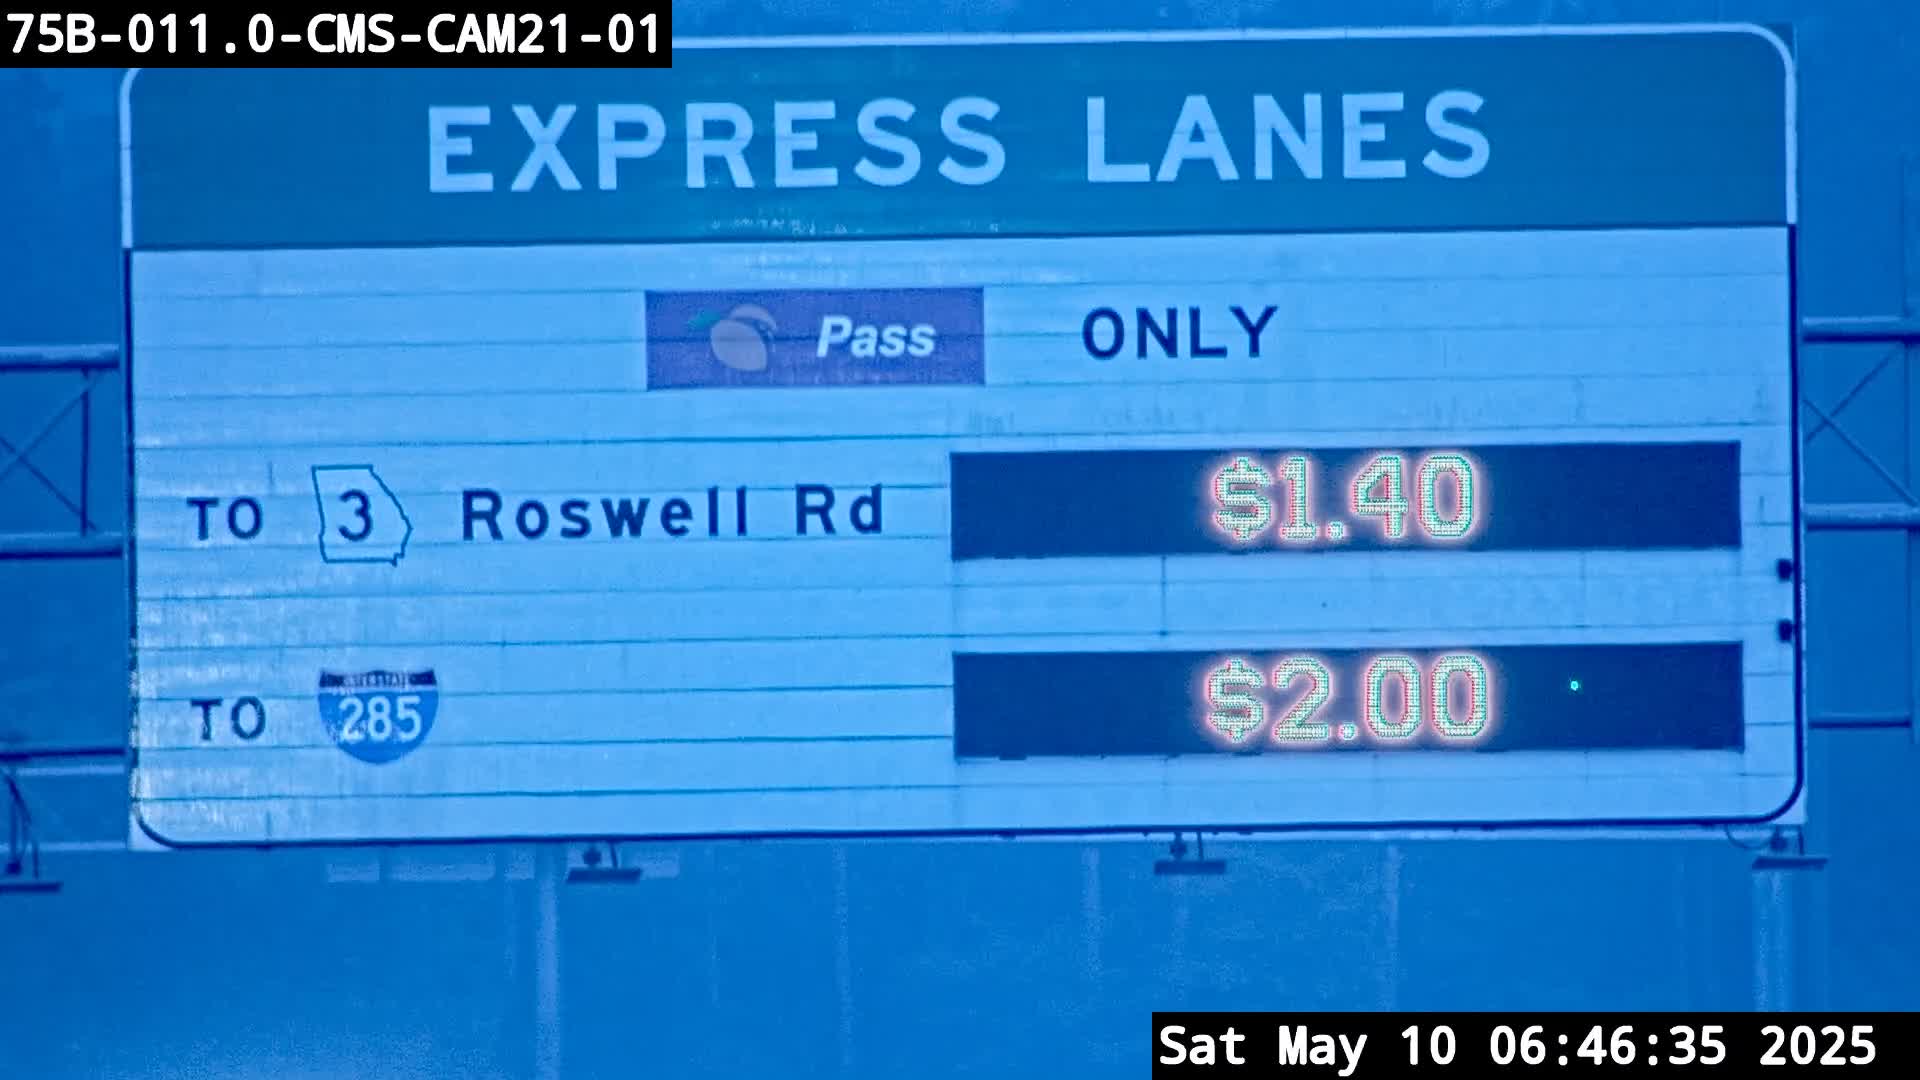 75B-011.0-CMS-CAM21-01
EXPRESS LANES
Pass ONLY
TO 3 Roswell Rd $1.40
TO 285 $2.00
Sat May 10 06:46:35 2025